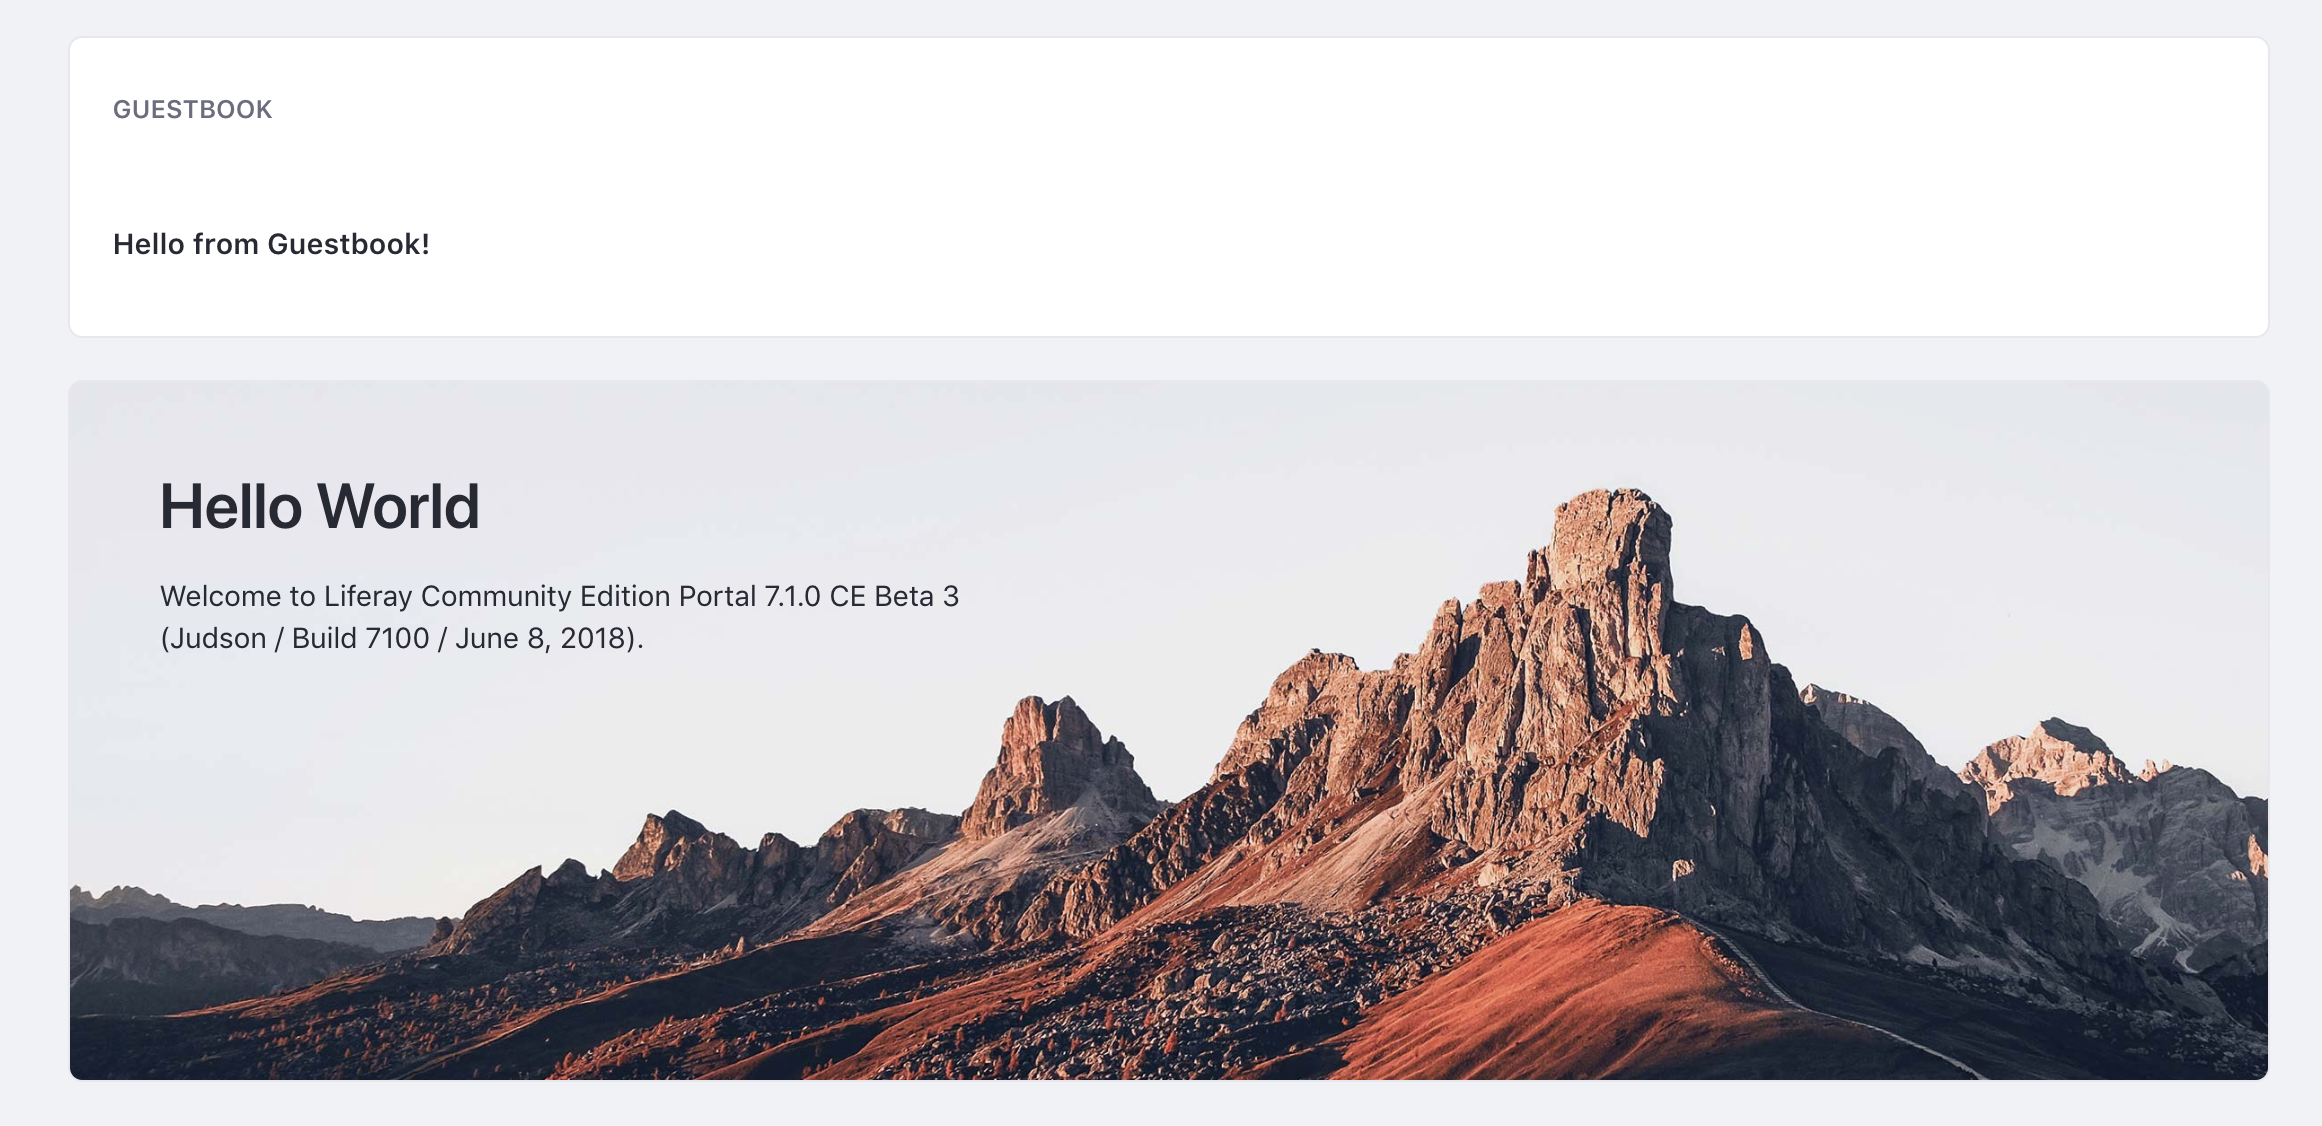 GUESTBOOK
Hello from Guestbook!
Hello World
Welcome to Liferay Community Edition Portal 7.1.0 CE Beta 3
(Judson / Build 7100 / June 8, 2018).